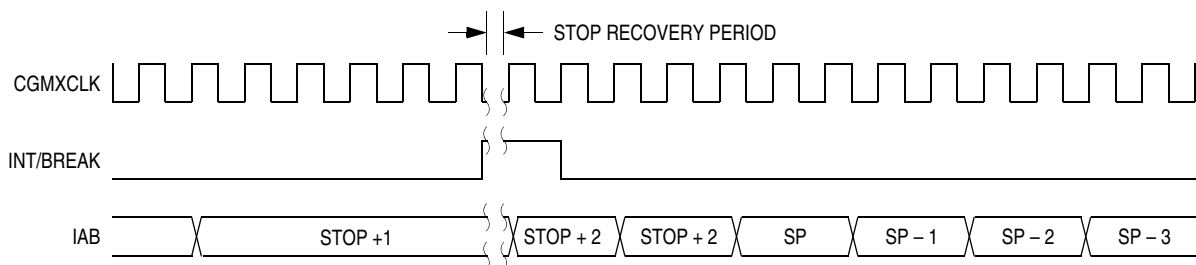 STOP RECOVERY PERIOD
CGMXCLK
INT/BREAK
IAB
STOP +1
STOP + 2
STOP + 2
SP
SP – 1
SP – 2
SP – 3